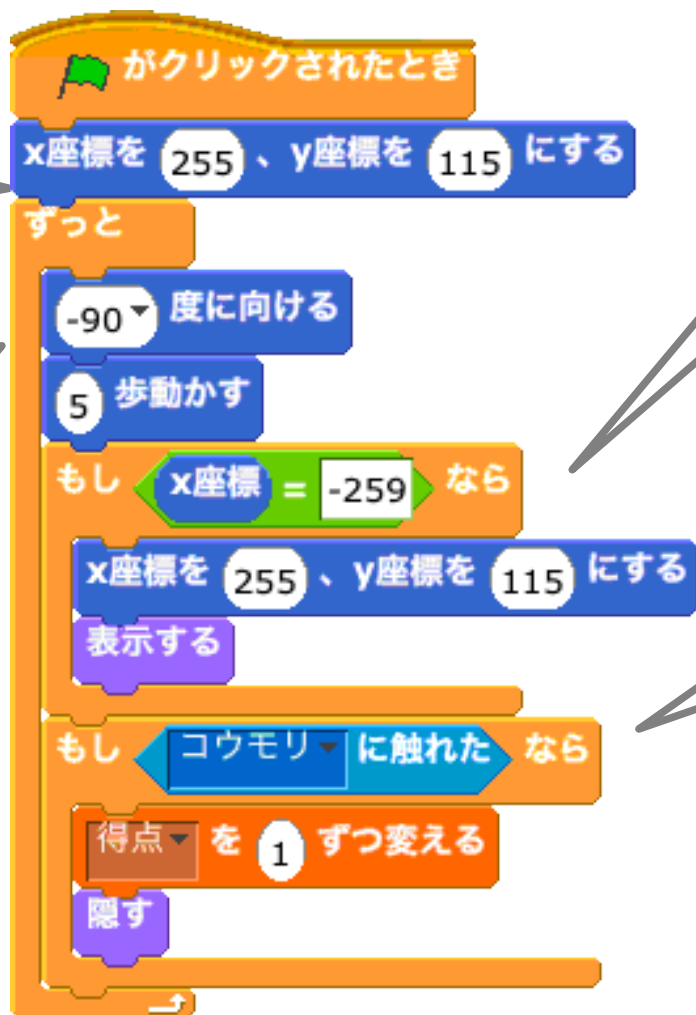 がクリックされたとき
x座標を 255 、y座標を 115 にする
ずっと
-90 度に向ける
5 歩動かす
もし x座標 = -259 なら
x座標を 255 、y座標を 115 にする
表示する
もし コウモリ に触れた なら
得点 を 1 ずつ変える
隠す